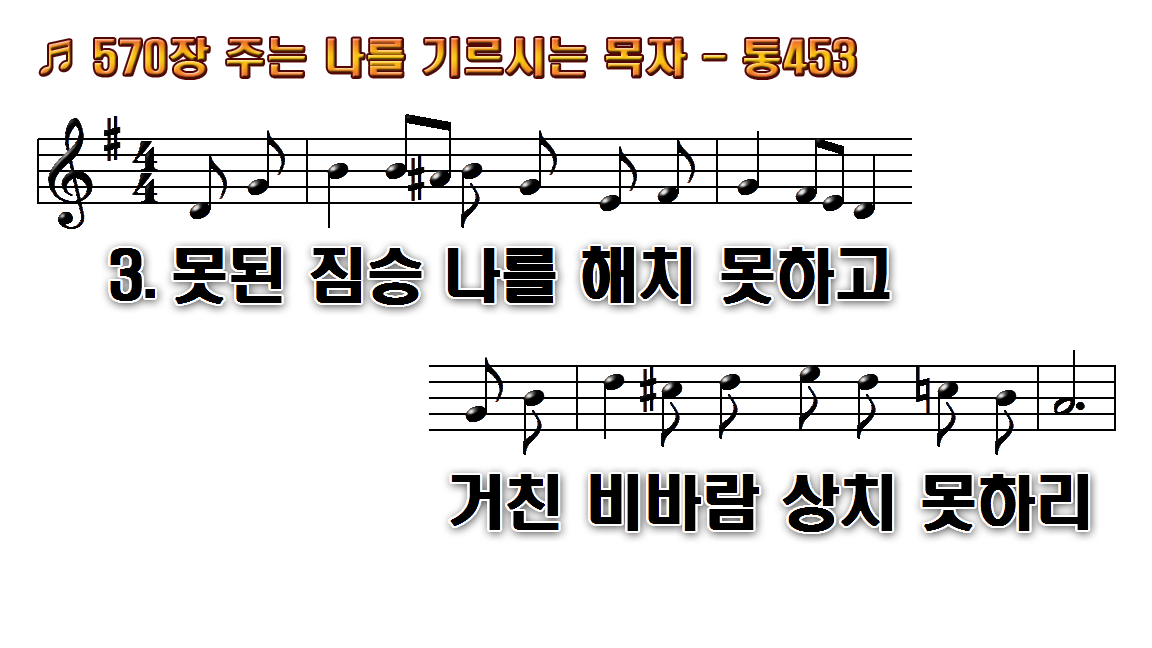 ♬ 570장 주는 나를 기르시는 목자 - 통453
4
4
3. 못된 짐승 나를 해치 못하고
거친 비바람 상치 못하리